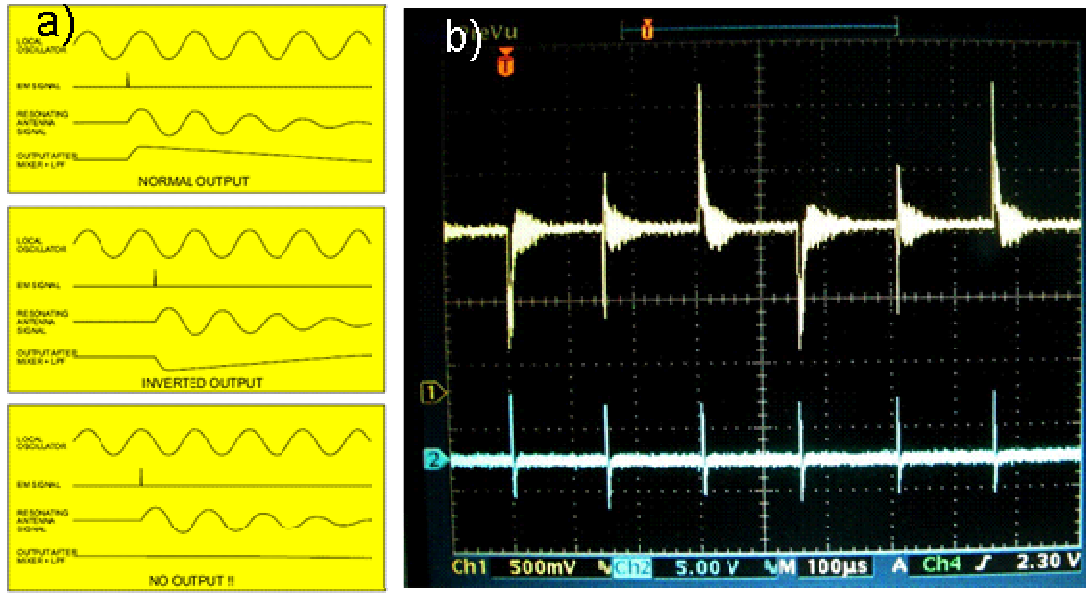 a)
LOCAL
OSCILLATOR
EM SIGNAL
RESONATING
ANTENNA
SIGNAL
OUTPUT AFTER
MIXER + LPF
NORMAL OUTPUT
LOCAL
OSCILLATOR
EM SIGNAL
RESONATING
ANTENNA
SIGNAL
OUTPUT AFTER
MIXER + LPF
INVERTED OUTPUT
LOCAL
OSCILLATOR
EM SIGNAL
RESONATING
ANTENNA
SIGNAL
OUTPUT AFTER
MIXER + LPF
NO OUTPUT !!
b)
ieVu
U
T
1
2
Ch1 500mV Ch2 5.00 V M 100µs A Ch4 2.30 V